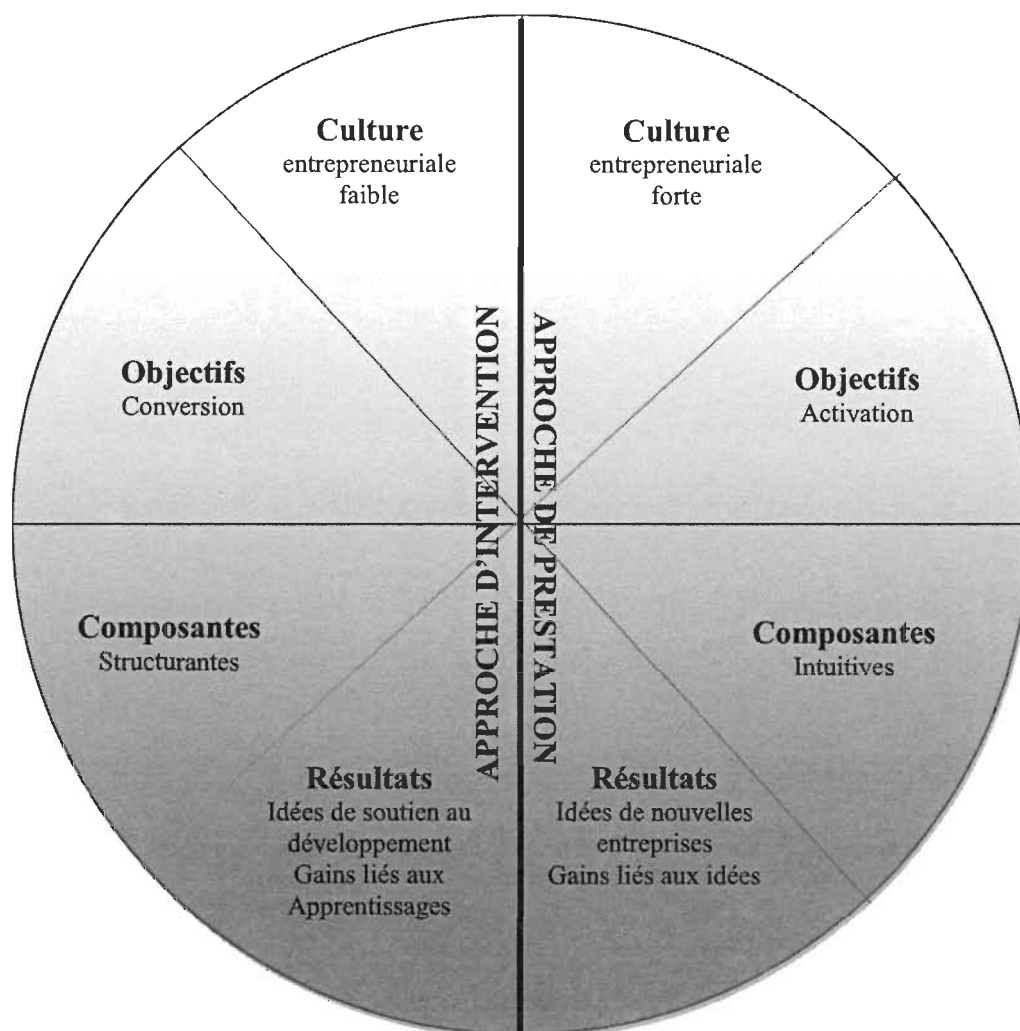 Culture
entrepreneuriale
faible
Culture
entrepreneuriale
forte
Objectifs
Conversion
Objectifs
Activation
APPROCHE D'INTERVENTION
APPROCHE DE PRESTATION
Composantes
Structurantes
Composantes
Intuitives
Résultats
Idées de soutien au
développement
Gains liés aux
Apprentissages
Résultats
Idées de nouvelles
entreprises
Gains liés aux idées